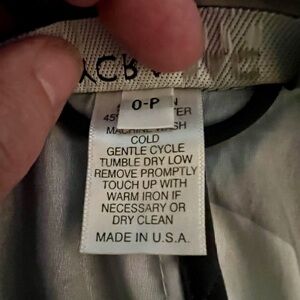 O-P
45%
MACHINE WASH
COLD
GENTLE CYCLE
TUMBLE DRY LOW
REMOVE PROMPTLY
TOUCH UP WITH
WARM IRON IF
NECESSARY OR
DRY CLEAN
MADE IN U.S.A.